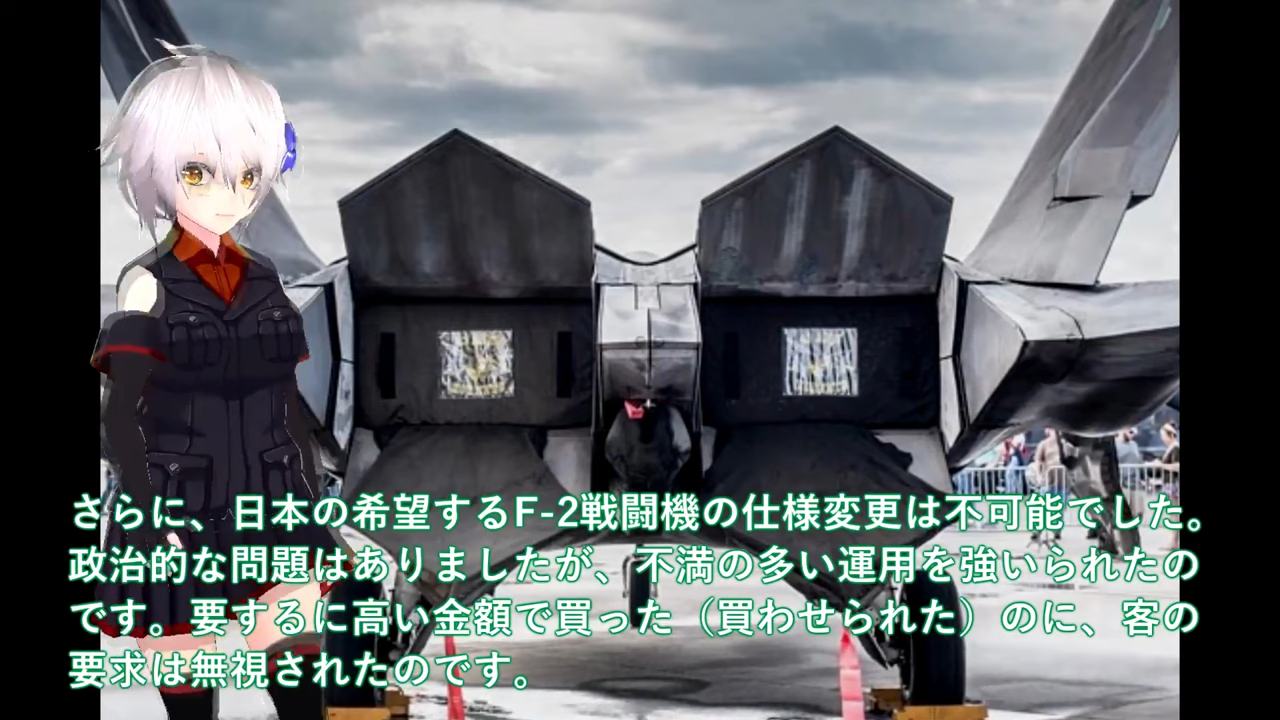 さらに、日本の希望するF-2戦闘機の仕様変更は不可能でした。
政治的な問題はありましたが、不満の多い運用を強いられたの
です。要するに高い金額で買った（買わせられた）のに、客の
要求は無視されたのです。